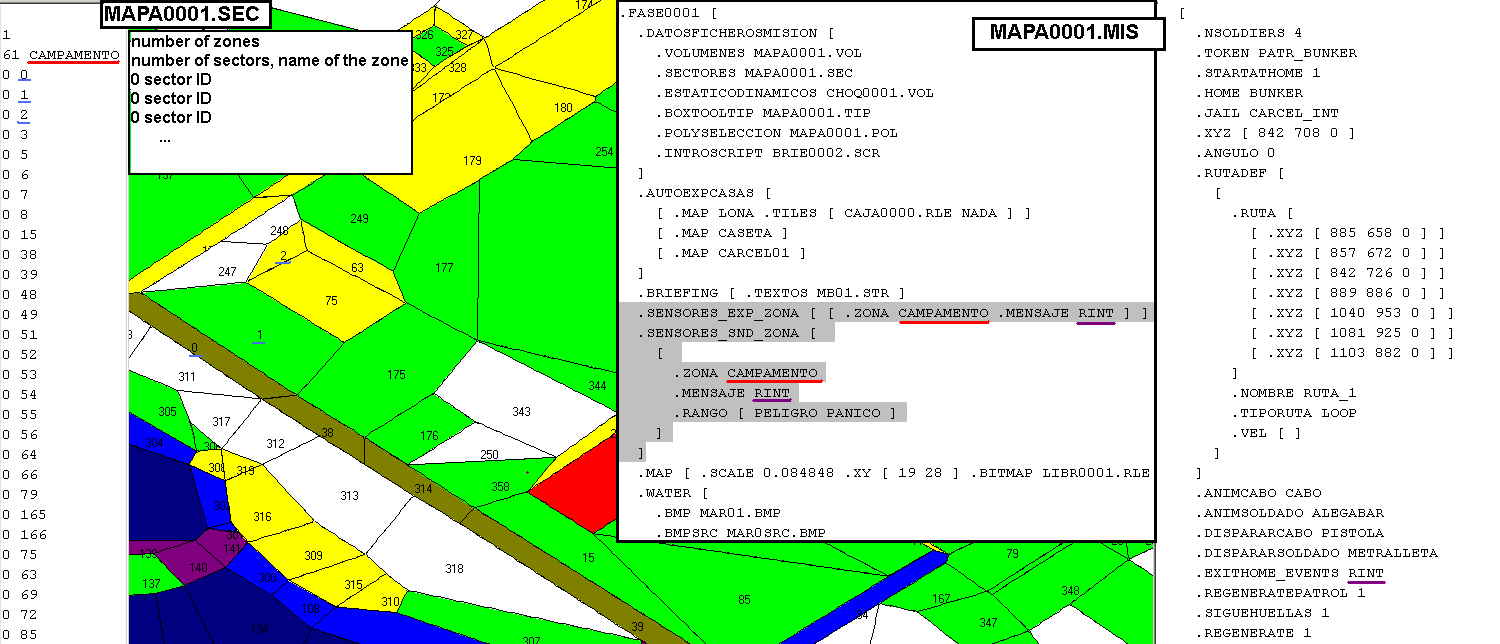 MAPA0001.SEC
1
61 CAMPAMENTO
0 0
0 1
0 2
0 3
0 5
0 6
0 7
0 8
0 15
0 38
0 39
0 48
0 49
0 51
0 52
0 53
0 54
0 55
0 56
0 64
0 66
0 79
0 165
0 166
0 75
0 63
0 69
0 72
0 85
number of zones
number of sectors, name of the zone
0 sector ID
0 sector ID
0 sector ID
...
174
326
327
325
333
328
180
254
179
249
248
2
247
63
177
75
1
0
311
175
344
305
317
343
38
176
304
312
250
319
313
314
358
316
309
15
79
140
141
137
315
318
310
85
167
348
108
347
34
307
39
MAPA0001.MIS
.FASE0001 [
.DATOSFICHEROSMISION [
.VOLUMENES MAPA0001.VOL
.SECTORES MAPA0001.SEC
.ESTATICODINAMICOS CHOQ0001.VOL
.BOXTOOLTIP MAPA0001.TIP
.POLYSELECCION MAPA0001.POL
.INTROSCRIPT BRIE0002.SCR
]
.AUTOEXPCASAS [
[ .MAP LONA .TILES [ CAJA0000.RLE NADA ] ]
[ .MAP CASETA ]
[ .MAP CARCEL01 ]
]
.BRIEFING [ .TEXTOS MB01.STR ]
.SENSORES_EXP_ZONA [ [ .ZONA CAMPAMENTO .MENSAJE RINT ] ]
.SENSORES_SND_ZONA [
[
.ZONA CAMPAMENTO
.MENSAJE RINT
.RANGO [ PELIGRO PANICO ]
]
]
.MAP [ .SCALE 0.084848 .XY [ 19 28 ] .BITMAP LIBR0001.RLE
.WATER [
.BMP MAR01.BMP
.BMPSRC MAR0SRC.BMP
[
.NSOLDIERS 4
.TOKEN PATR_BUNKER
.STARTATHOME 1
.HOME BUNKER
.JAIL CARCEL_INT
.XYZ [ 842 708 0 ]
.ANGULO 0
.RUTADEF [
[
.RUTA [
[ .XYZ [ 885 658 0 ] ]
[ .XYZ [ 857 672 0 ] ]
[ .XYZ [ 842 726 0 ] ]
[ .XYZ [ 889 886 0 ] ]
[ .XYZ [ 1040 953 0 ] ]
[ .XYZ [ 1081 925 0 ] ]
[ .XYZ [ 1103 882 0 ] ]
]
.NOMBRE RUTA_1
.TIPORUTA LOOP
.VEL [ ]
]
]
.ANIMCABO CABO
.ANIMSOLDADO ALEGABAR
.DISPARARCABO PISTOLA
.DISPARARSOLDADO METRALLETA
.EXITHOME_EVENTS RINT
.REGENERATEPATROL 1
.SIGUEHUELLAS 1
.REGENERATE 1